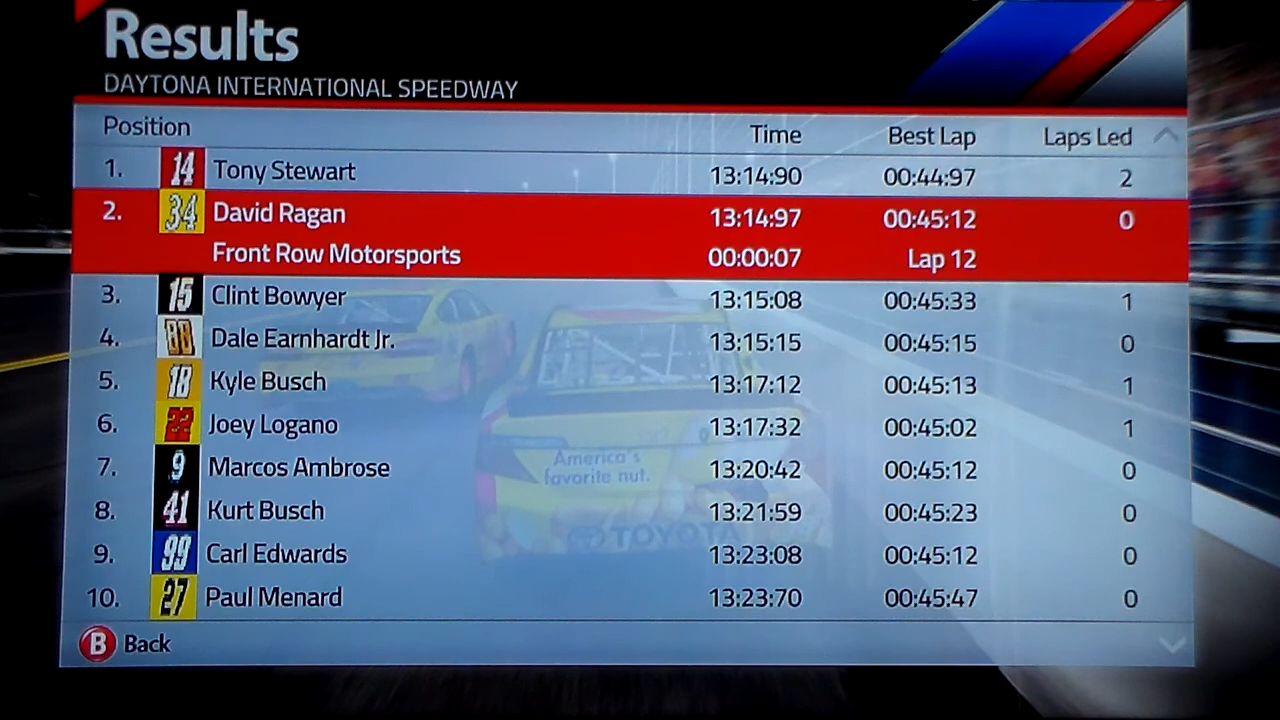 Results
DAYTONA INTERNATIONAL SPEEDWAY
Position Time Best Lap Laps Led
1. 14 Tony Stewart 13:14:90 00:44:97 2
2. 34 David Ragan 13:14:97 00:45:12 0
Front Row Motorsports 00:00:07 Lap 12
3. 15 Clint Bowyer 13:15:08 00:45:33 1
4. 88 Dale Earnhardt Jr. 13:15:15 00:45:15 0
5. 18 Kyle Busch 13:17:12 00:45:13 1
6. 22 Joey Logano 13:17:32 00:45:02 1
7. 9 Marcos Ambrose 13:20:42 00:45:12 0
America's
favorite nut.
8. 41 Kurt Busch 13:21:59 00:45:23 0
TOYOTA
9. 99 Carl Edwards 13:23:08 00:45:12 0
10. 27 Paul Menard 13:23:70 00:45:47 0
B Back